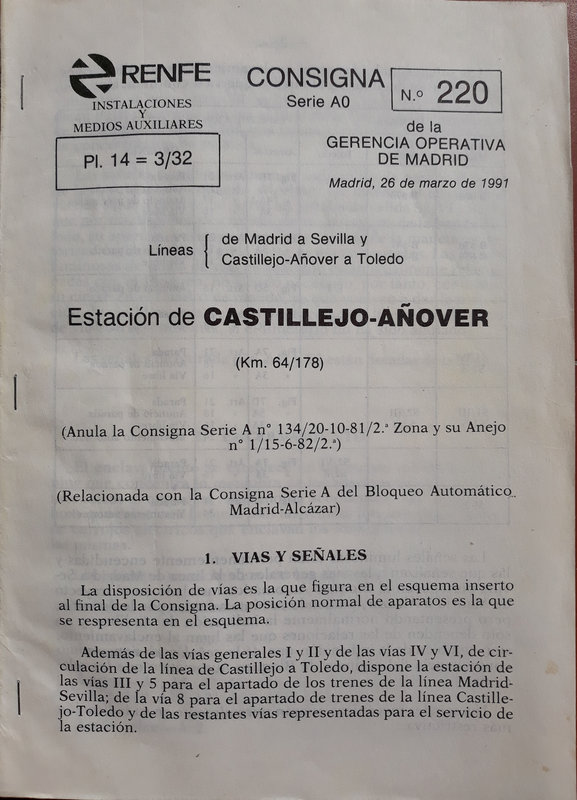 RENFE
INSTALACIONES
Y
MEDIOS AUXILIARES
Pl. 14 = 3/32
CONSIGNA
Serie A0
N.º 220
de la
GERENCIA OPERATIVA
DE MADRID
Madrid, 26 de marzo de 1991
Líneas { de Madrid a Sevilla y
Castillejo-Añover a Toledo
Estación de CASTILLEJO-AÑOVER
(Km. 64/178)
(Anula la Consigna Serie A nº 134/20-10-81/2.ª Zona y su Anejo
nº 1/15-6-82/2.ª)
(Relacionada con la Consigna Serie A del Bloqueo Automático
Madrid-Alcázar)
1. VIAS Y SEÑALES
La disposición de vías es la que figura en el esquema inserto
al final de la Consigna. La posición normal de aparatos es la que
se respresenta en el esquema.
Además de las vías generales I y II y de las vías IV y VI, de cir-
culación de la línea de Castillejo a Toledo, dispone la estación de
las vías III y 5 para el apartado de los trenes de la línea Madrid-
Sevilla; de la vía 8 para el apartado de trenes de la línea Castille-
jo-Toledo y de las restantes vías representadas para el servicio de
la estación.